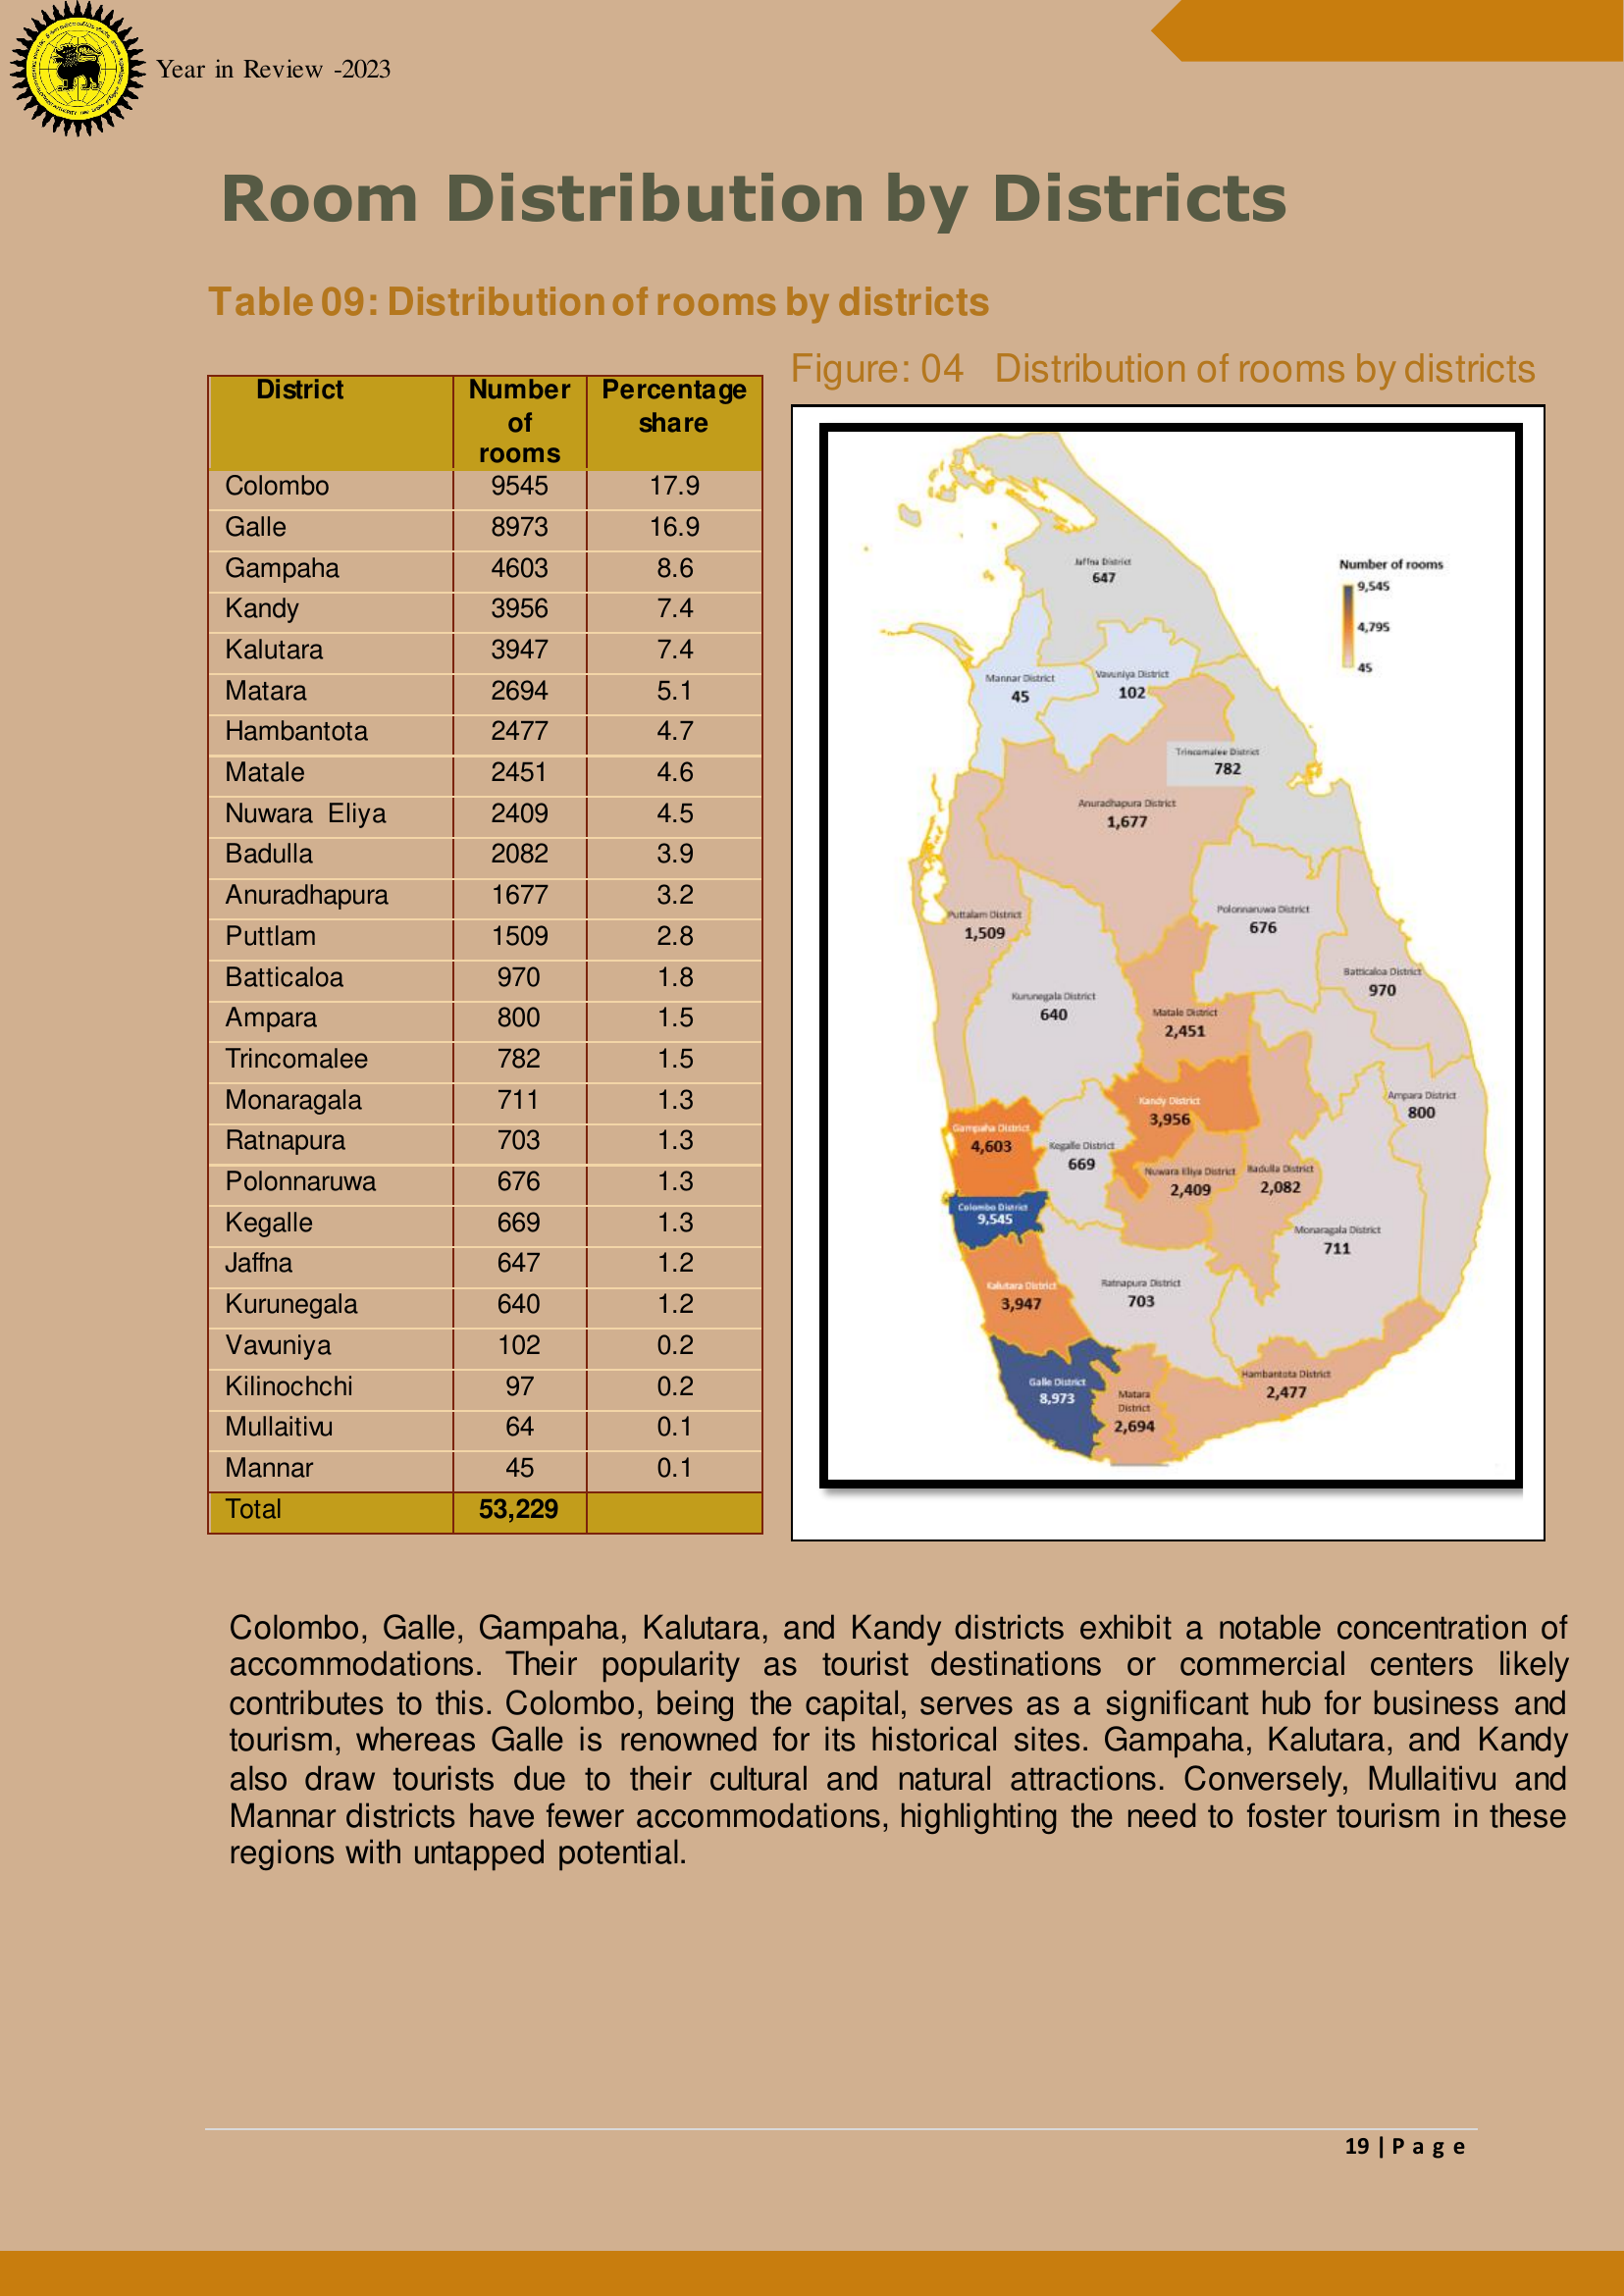 Year in Review -2023
Room Distribution by Districts
Table 09: Distribution of rooms by districts
Figure: 04 Distribution of rooms by districts
District Number of rooms Percentage share
Colombo 9545 17.9
Galle 8973 16.9
Gampaha 4603 8.6
Kandy 3956 7.4
Kalutara 3947 7.4
Matara 2694 5.1
Hambantota 2477 4.7
Matale 2451 4.6
Nuwara Eliya 2409 4.5
Badulla 2082 3.9
Anuradhapura 1677 3.2
Puttlam 1509 2.8
Batticaloa 970 1.8
Ampara 800 1.5
Trincomalee 782 1.5
Monaragala 711 1.3
Ratnapura 703 1.3
Polonnaruwa 676 1.3
Kegalle 669 1.3
Jaffna 647 1.2
Kurunegala 640 1.2
Vavuniya 102 0.2
Kilinochchi 97 0.2
Mullaitivu 64 0.1
Mannar 45 0.1
Total 53,229
Jaffna District
647
Number of rooms
9,545
4,795
45
Mannar District
45
Vavuniya District
102
Trincomalee District
782
Anuradhapura District
1,677
Puttalam District
1,509
Polonnaruwa District
676
Batticaloa District
970
Kurunegala District
640
Matale District
2,451
Kandy District
3,956
Ampara District
800
Gampaha District
4,603
Kegalle District
669
Nuwara Eliya District
2,409
Badulla District
2,082
Colombo District
9,545
Monaragala District
711
Kalutara District
3,947
Ratnapura District
703
Galle District
8,973
Matara
District
2,694
Hambantota District
2,477
Colombo, Galle, Gampaha, Kalutara, and Kandy districts exhibit a notable concentration of
accommodations. Their popularity as tourist destinations or commercial centers likely
contributes to this. Colombo, being the capital, serves as a significant hub for business and
tourism, whereas Galle is renowned for its historical sites. Gampaha, Kalutara, and Kandy
also draw tourists due to their cultural and natural attractions. Conversely, Mullaitivu and
Mannar districts have fewer accommodations, highlighting the need to foster tourism in these
regions with untapped potential.
19 | P a g e